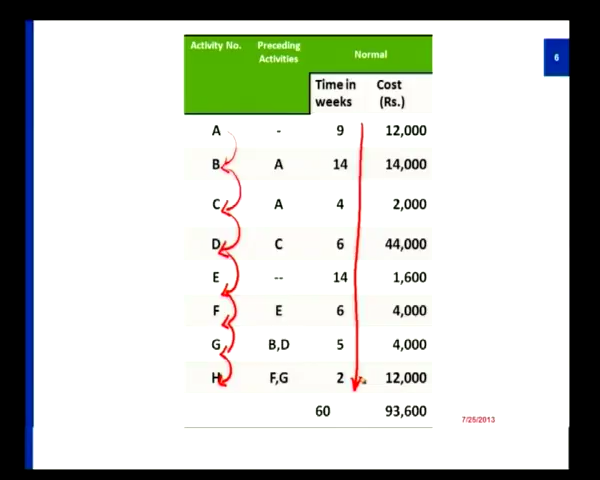 Activity No. Preceding Activities Normal
Time in weeks Cost (Rs.)
A - 9 12,000
B A 14 14,000
C A 4 2,000
D C 6 44,000
E -- 14 1,600
F E 6 4,000
G B,D 5 4,000
H F,G 2 12,000
60 93,600
6
7/25/2013